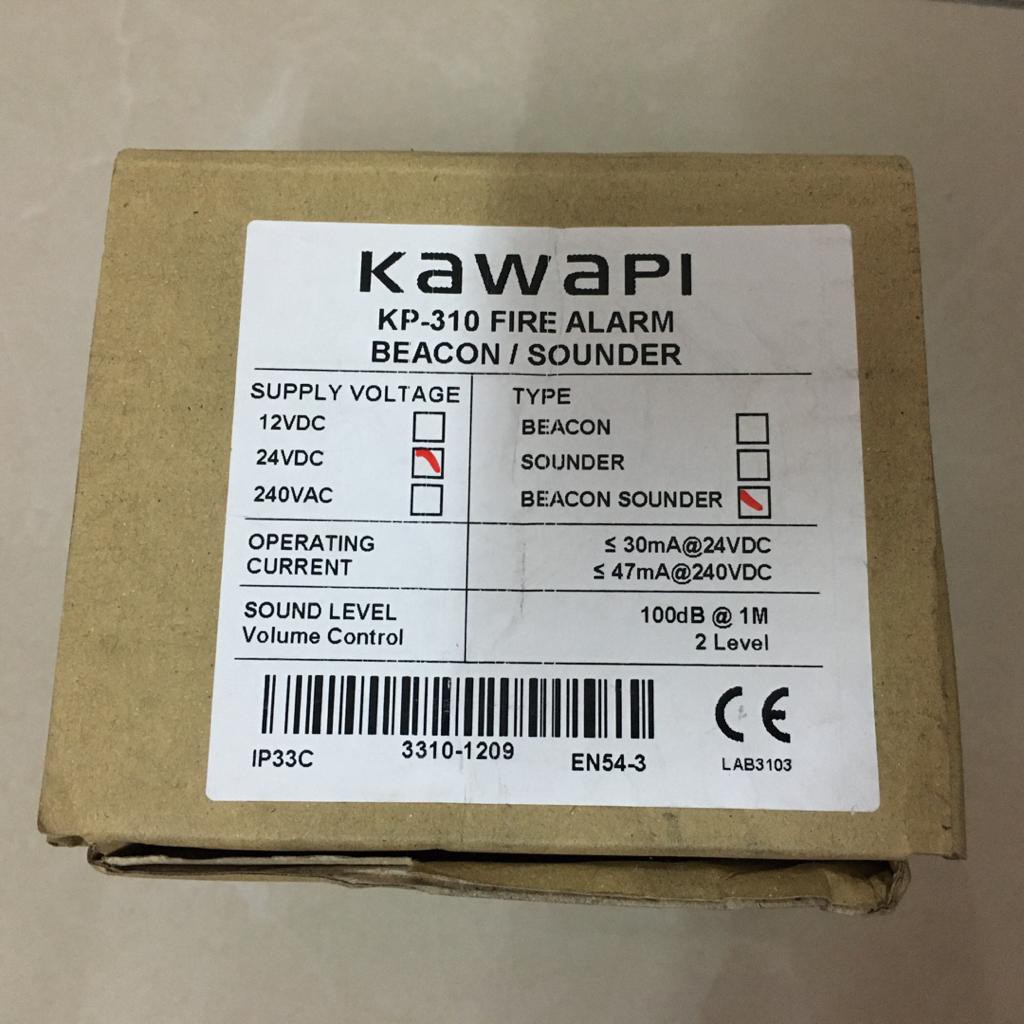 KawaPI
KP-310 FIRE ALARM
BEACON / SOUNDER
SUPPLY VOLTAGE
12VDC
24VDC
240VAC
TYPE
BEACON
SOUNDER
BEACON SOUNDER
OPERATING
CURRENT
≤ 30mA@24VDC
≤ 47mA@240VDC
SOUND LEVEL
Volume Control
100dB @ 1M
2 Level
3310-1209
IP33C
EN54-3
CE
LAB3103